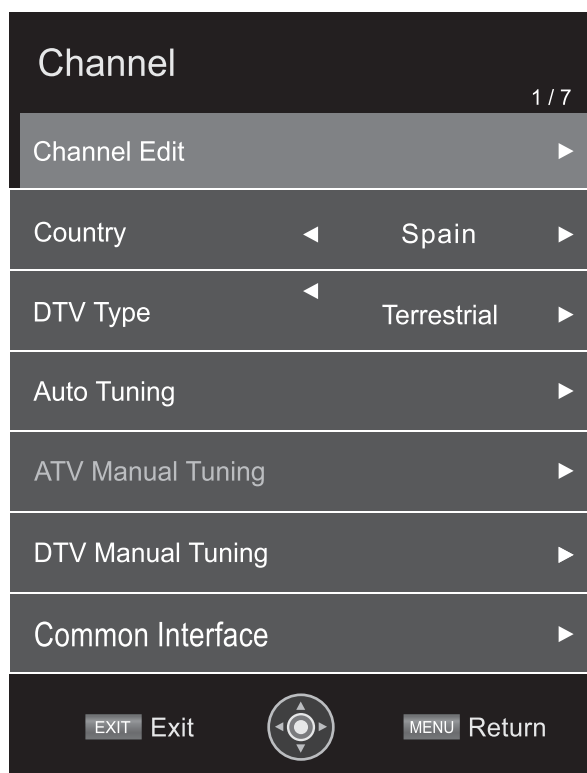 Channel
1 / 7
Channel Edit
Country Spain
DTV Type Terrestrial
Auto Tuning
ATV Manual Tuning
DTV Manual Tuning
Common Interface
EXIT Exit MENU Return